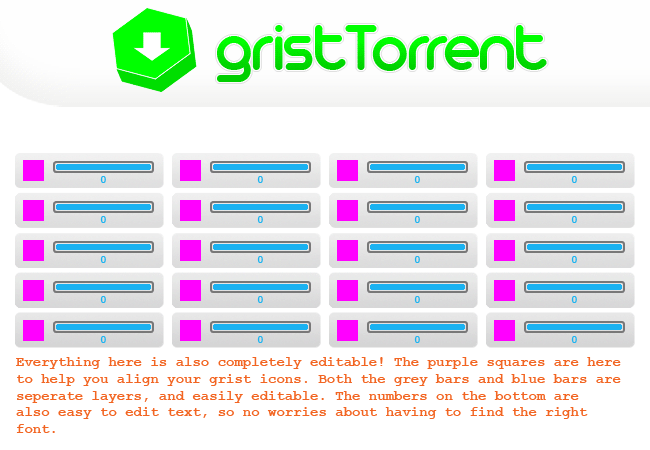 gristTorrent
0 0 0 0
0 0 0 0
0 0 0 0
0 0 0 0
0 0 0 0
Everything here is also completely editable! The purple squares are here
to help you align your grist icons. Both the grey bars and blue bars are
seperate layers, and easily editable. The numbers on the bottom are
also easy to edit text, so no worries about having to find the right
font.